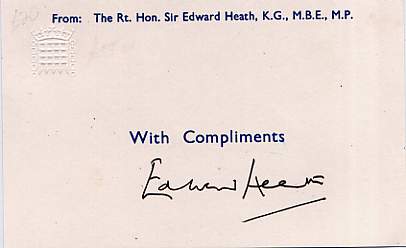 From: The Rt. Hon. Sir Edward Heath, K.G., M.B.E., M.P.
With Compliments
Edward Heath